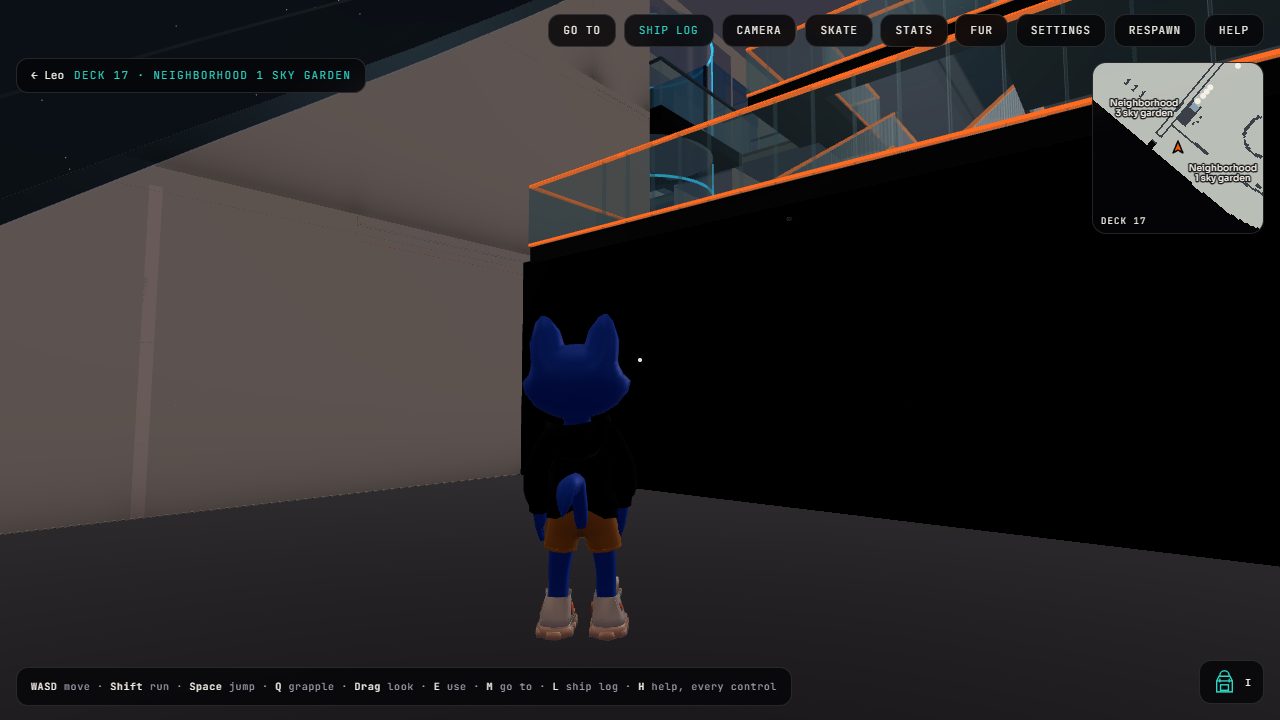 GO TO
SHIP LOG
CAMERA
SKATE
STATS
FUR
SETTINGS
RESPAWN
HELP
← Leo DECK 17 · NEIGHBORHOOD 1 SKY GARDEN
Neighborhood
3 sky garden
Neighborhood
1 sky garden
DECK 17
WASD move · Shift run · Space jump · Q grapple · Drag look · E use · M go to · L ship log · H help, every control
I